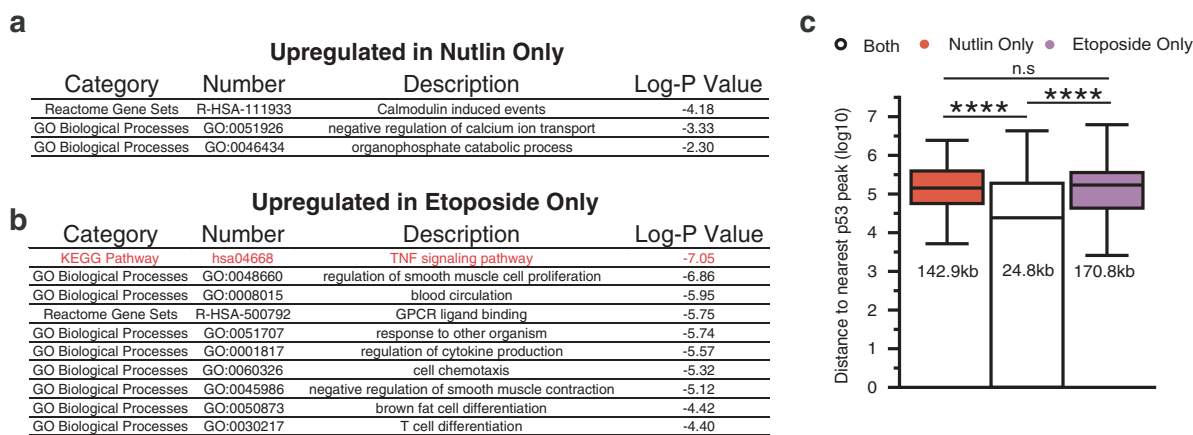 a
Upregulated in Nutlin Only
Category Number Description Log-P Value
Reactome Gene Sets R-HSA-111933 Calmodulin induced events -4.18
GO Biological Processes GO:0051926 negative regulation of calcium ion transport -3.33
GO Biological Processes GO:0046434 organophosphate catabolic process -2.30
b
Upregulated in Etoposide Only
Category Number Description Log-P Value
KEGG Pathway hsa04668 TNF signaling pathway -7.05
GO Biological Processes GO:0048660 regulation of smooth muscle cell proliferation -6.86
GO Biological Processes GO:0008015 blood circulation -5.95
Reactome Gene Sets R-HSA-500792 GPCR ligand binding -5.75
GO Biological Processes GO:0051707 response to other organism -5.74
GO Biological Processes GO:0001817 regulation of cytokine production -5.57
GO Biological Processes GO:0060326 cell chemotaxis -5.32
GO Biological Processes GO:0045986 negative regulation of smooth muscle contraction -5.12
GO Biological Processes GO:0050873 brown fat cell differentiation -4.42
GO Biological Processes GO:0030217 T cell differentiation -4.40
c
Both Nutlin Only Etoposide Only
n.s
**** ****
Distance to nearest p53 peak (log10)
7
6
5
4
3
2
1
0
142.9kb 24.8kb 170.8kb